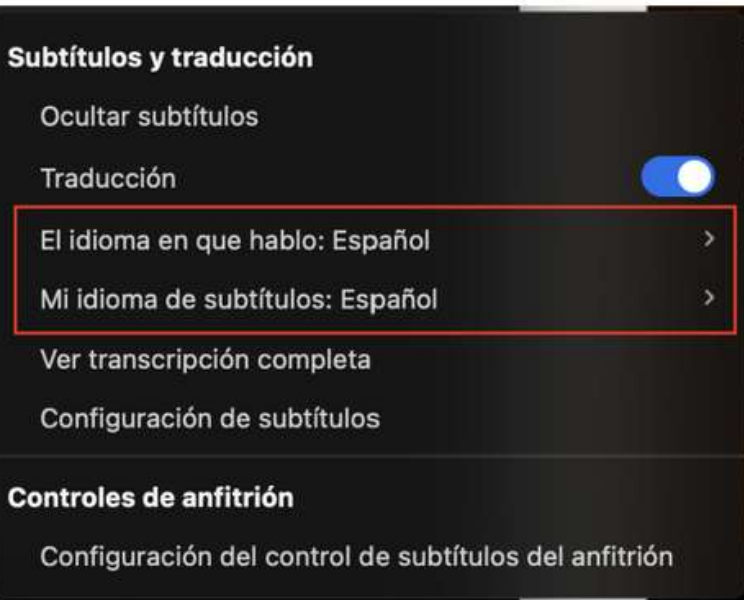 Subtítulos y traducción
Ocultar subtítulos
Traducción
El idioma en que hablo: Español
Mi idioma de subtítulos: Español
Ver transcripción completa
Configuración de subtítulos
Controles de anfitrión
Configuración del control de subtítulos del anfitrión